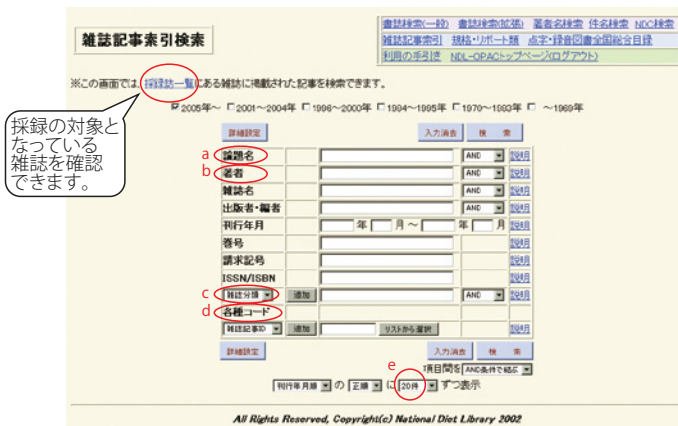 書誌検索(一般) 書誌検索(拡張) 著者名検索 件名検索 NDC検索
雑誌記事索引検索
雑誌記事索引 規格・リポート類 点字・録音図書全国総合目録
利用の手引き NDL-OPACトップページ(ログアウト)
※この画面では、採録誌一覧にある雑誌に掲載された記事を検索できます。
2005年～ 2001～2004年 1996～2000年 1994～1995年 1970～1993年 ～1969年
採録の対象と
なっている
雑誌を確認
できます。
詳細設定 入力消去 検 索
a 論題名 AND 説明
b 著者 AND 説明
雑誌名 AND 説明
出版者・編者 AND 説明
刊行年月 年 月～ 年 月 説明
巻号 説明
請求記号 説明
ISSN/ISBN 説明
c 雑誌分類 追加 AND 説明
d 各種コード
雑誌記事ID 追加 リストから選択 説明
詳細設定 入力消去 検 索
e
項目間を AND条件で結ぶ
刊行年月順 の 正順 に 20件 ずつ表示
All Rights Reserved, Copyright(c) National Diet Library 2002